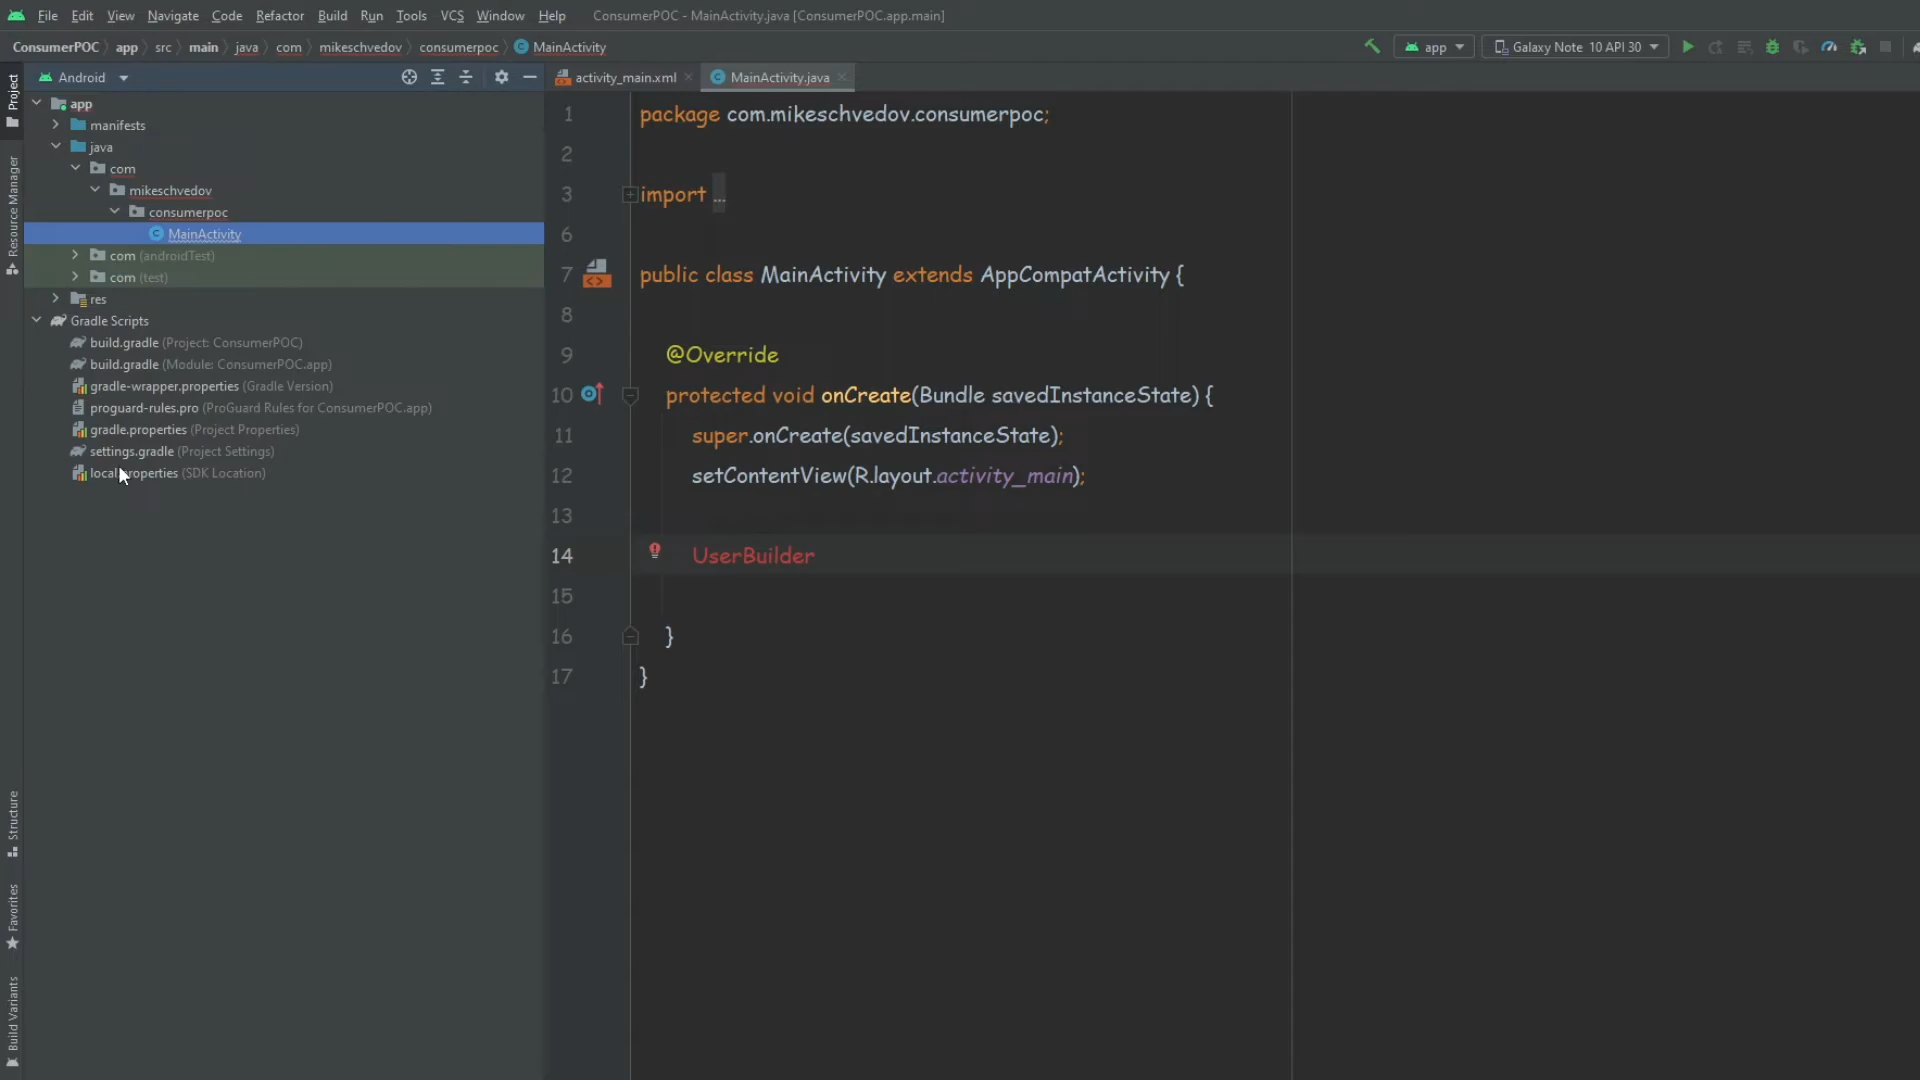 File Edit View Navigate Code Refactor Build Run Tools VCS Window Help ConsumerPOC - MainActivity.java [ConsumerPOC.app.main]
ConsumerPOC app src main java com mikeschvedov consumerpoc MainActivity app Galaxy Note 10 API 30
Project
Resource Manager
Structure
Favorites
Build Variants
Android
app
manifests
java
com
mikeschvedov
consumerpoc
MainActivity
com (androidTest)
com (test)
res
Gradle Scripts
build.gradle (Project: ConsumerPOC)
build.gradle (Module: ConsumerPOC.app)
gradle-wrapper.properties (Gradle Version)
proguard-rules.pro (ProGuard Rules for ConsumerPOC.app)
gradle.properties (Project Properties)
settings.gradle (Project Settings)
local.properties (SDK Location)
activity_main.xml MainActivity.java
1 package com.mikeschvedov.consumerpoc;
2
3 import ...
6
7 public class MainActivity extends AppCompatActivity {
8
9 @Override
10 protected void onCreate(Bundle savedInstanceState) {
11 super.onCreate(savedInstanceState);
12 setContentView(R.layout.activity_main);
13
14 UserBuilder
15
16 }
17 }